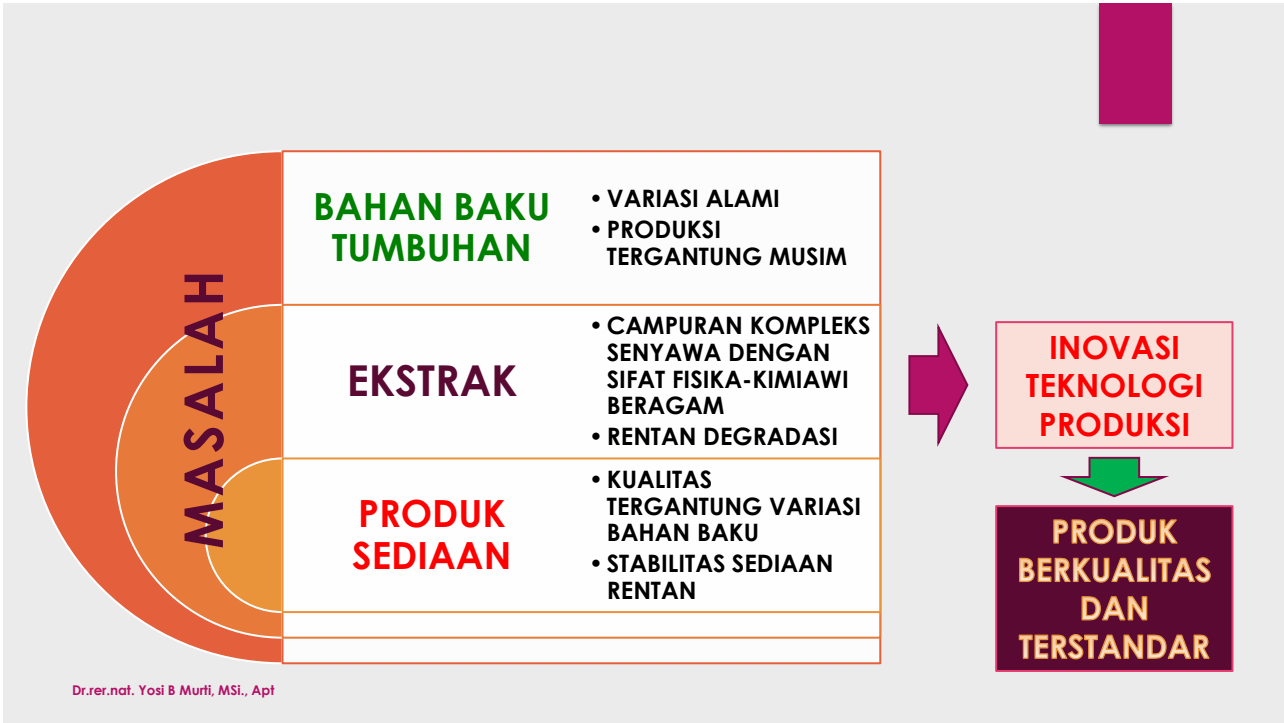 MASALAH
BAHAN BAKU
TUMBUHAN
• VARIASI ALAMI
• PRODUKSI
TERGANTUNG MUSIM
EKSTRAK
• CAMPURAN KOMPLEKS
SENYAWA DENGAN
SIFAT FISIKA-KIMIAWI
BERAGAM
• RENTAN DEGRADASI
PRODUK
SEDIAAN
• KUALITAS
TERGANTUNG VARIASI
BAHAN BAKU
• STABILITAS SEDIAAN
RENTAN
INOVASI
TEKNOLOGI
PRODUKSI
PRODUK
BERKUALITAS
DAN
TERSTANDAR
Dr.rer.nat. Yosi B Murti, MSi., Apt